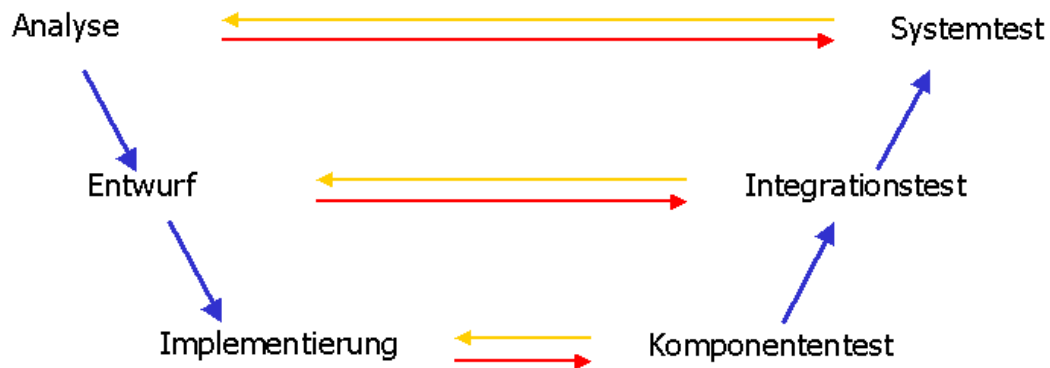 Analyse
Systemtest
Entwurf
Integrationstest
Implementierung
Komponententest